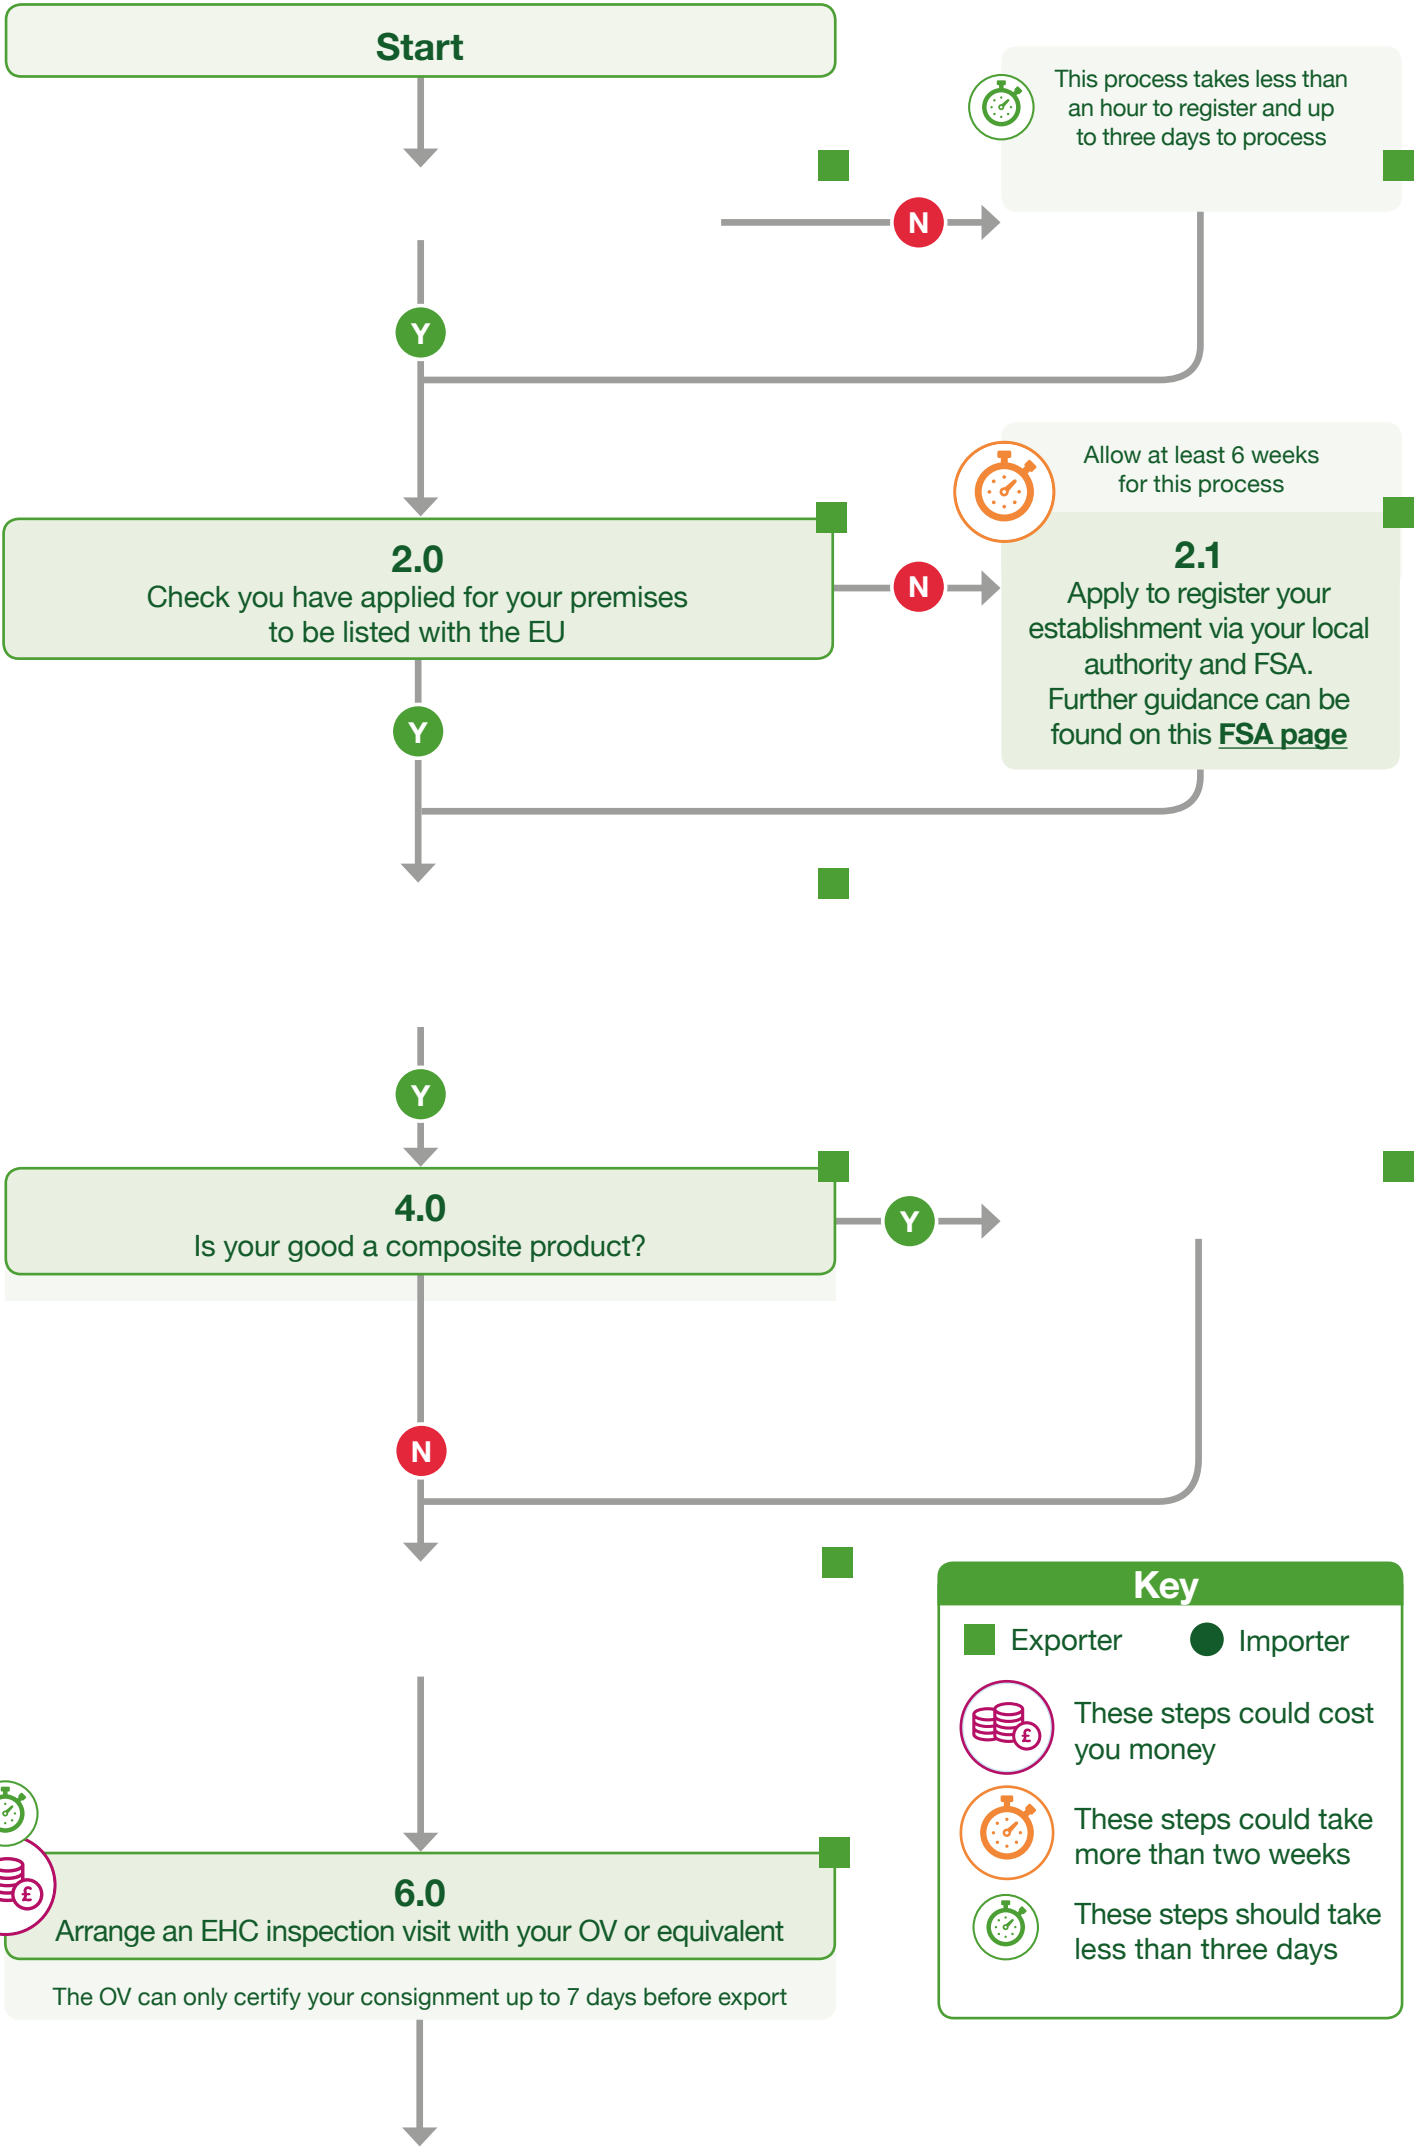 Start
This process takes less than
an hour to register and up
to three days to process
N
Y
Allow at least 6 weeks
for this process
2.0
Check you have applied for your premises
to be listed with the EU
N
2.1
Apply to register your
establishment via your local
authority and FSA.
Further guidance can be
found on this FSA page
Y
Y
4.0
Is your good a composite product?
Y
N
Key
Exporter
Importer
£
These steps could cost
you money
These steps could take
more than two weeks
These steps should take
less than three days
£
6.0
Arrange an EHC inspection visit with your OV or equivalent
The OV can only certify your consignment up to 7 days before export